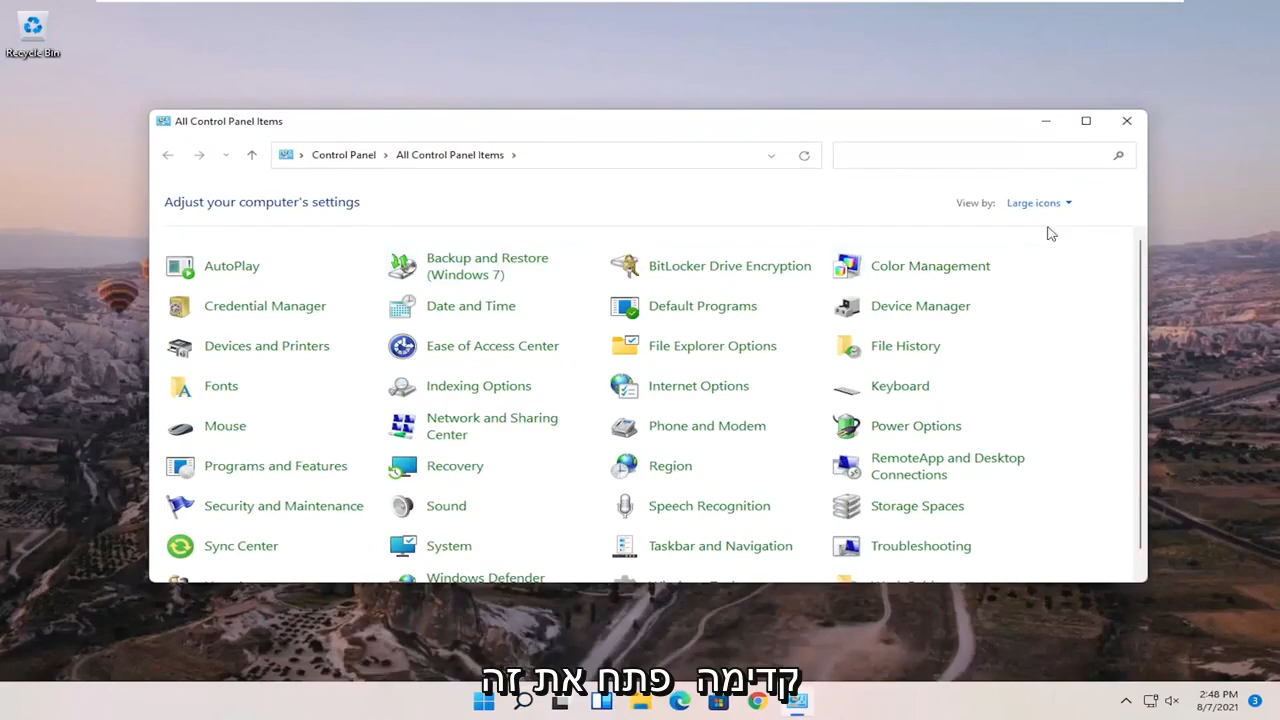 Recycle Bin
All Control Panel Items
Control Panel › All Control Panel Items ›
Adjust your computer's settings
View by: Large icons
AutoPlay
Backup and Restore
(Windows 7)
BitLocker Drive Encryption
Color Management
Credential Manager
Date and Time
Default Programs
Device Manager
Devices and Printers
Ease of Access Center
File Explorer Options
File History
Fonts
Indexing Options
Internet Options
Keyboard
Mouse
Network and Sharing
Center
Phone and Modem
Power Options
Programs and Features
Recovery
Region
RemoteApp and Desktop
Connections
Security and Maintenance
Sound
Speech Recognition
Storage Spaces
Sync Center
System
Taskbar and Navigation
Troubleshooting
Windows Defender
קדימה פתח את זה
2:48 PM
8/7/2021
3